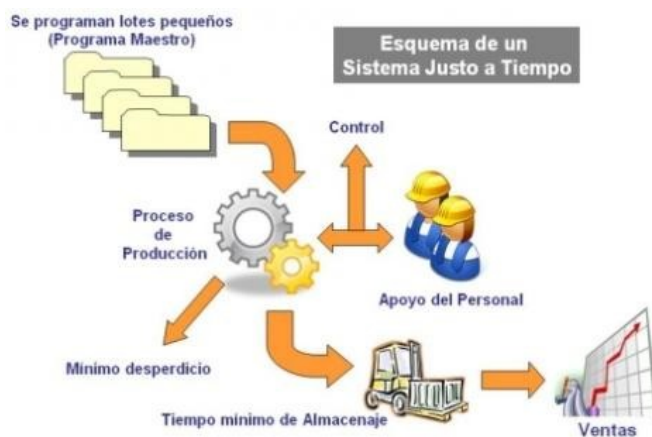 Se programan lotes pequeños
(Programa Maestro)
Esquema de un
Sistema Justo a Tiempo
Control
Proceso
de
Producción
Apoyo del Personal
Mínimo desperdicio
Tiempo mínimo de Almacenaje
Ventas